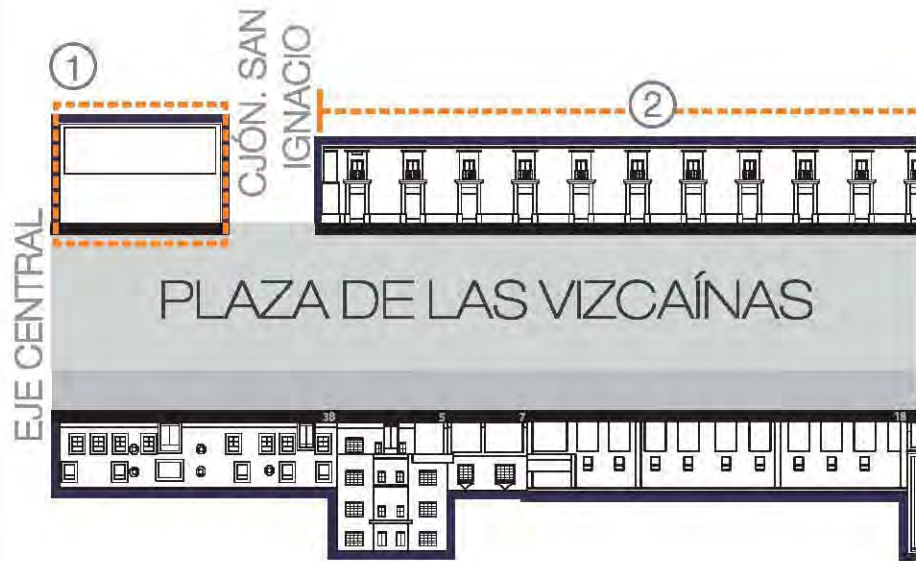 1
CJÓN. SAN
IGNACIO
2
EJE CENTRAL
PLAZA DE LAS VIZCAÍNAS
38
5
7
18